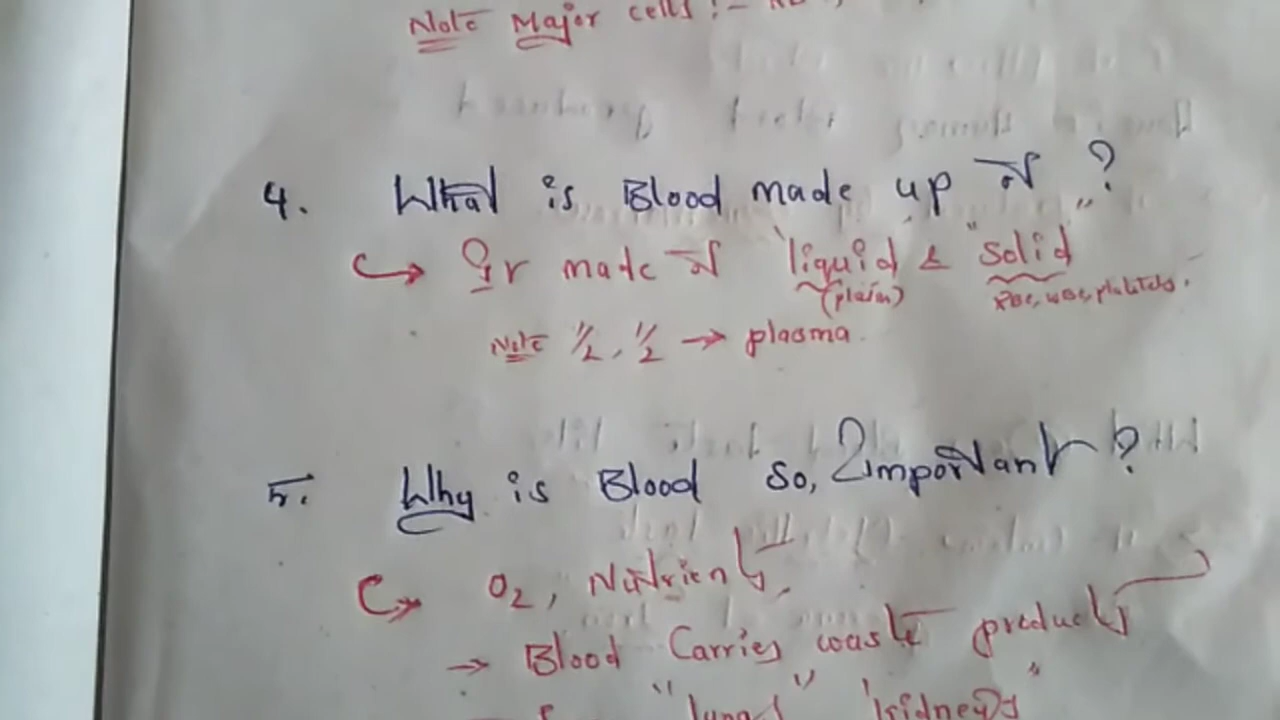 Note Major cells :-
4. What is Blood made up of ?
↪ It made of 'liquid & "solid"
(plasm) RBC, WBC, platelets.
Note 1/2, 1/2 → plasma.
5. Why is Blood so, important ?
↪ O2, Nutrients,
→ Blood Carries waste products
"lungs" 'kidneys"